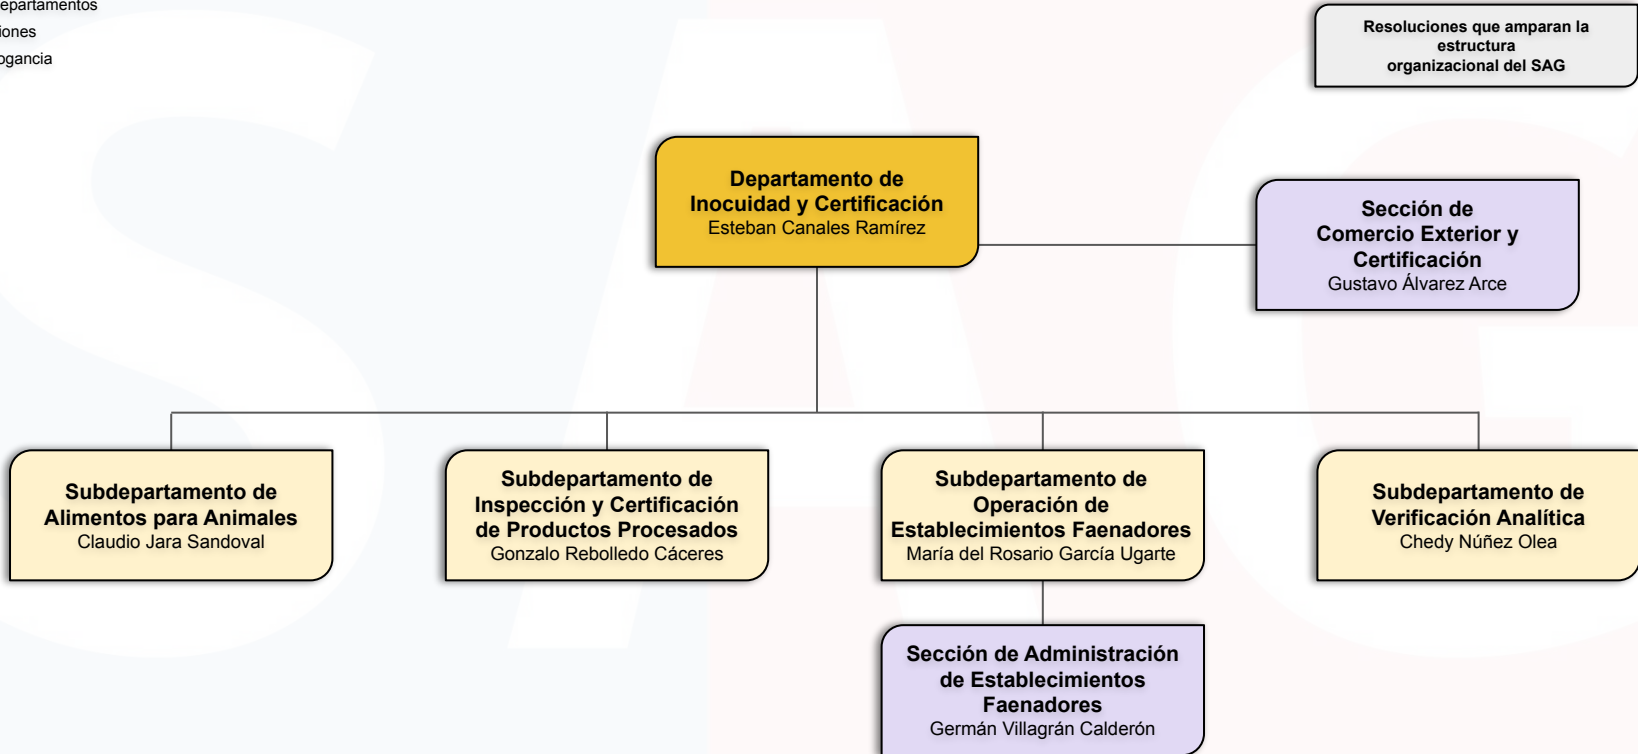 Resoluciones que amparan la
estructura
organizacional del SAG
Departamento de
Inocuidad y Certificación
Esteban Canales Ramírez
Sección de
Comercio Exterior y
Certificación
Gustavo Álvarez Arce
Subdepartamento de
Alimentos para Animales
Claudio Jara Sandoval
Subdepartamento de
Inspección y Certificación
de Productos Procesados
Gonzalo Rebolledo Cáceres
Subdepartamento de
Operación de
Establecimientos Faenadores
María del Rosario García Ugarte
Subdepartamento de
Verificación Analítica
Chedy Núñez Olea
Sección de Administración
de Establecimientos
Faenadores
Germán Villagrán Calderón
SAG